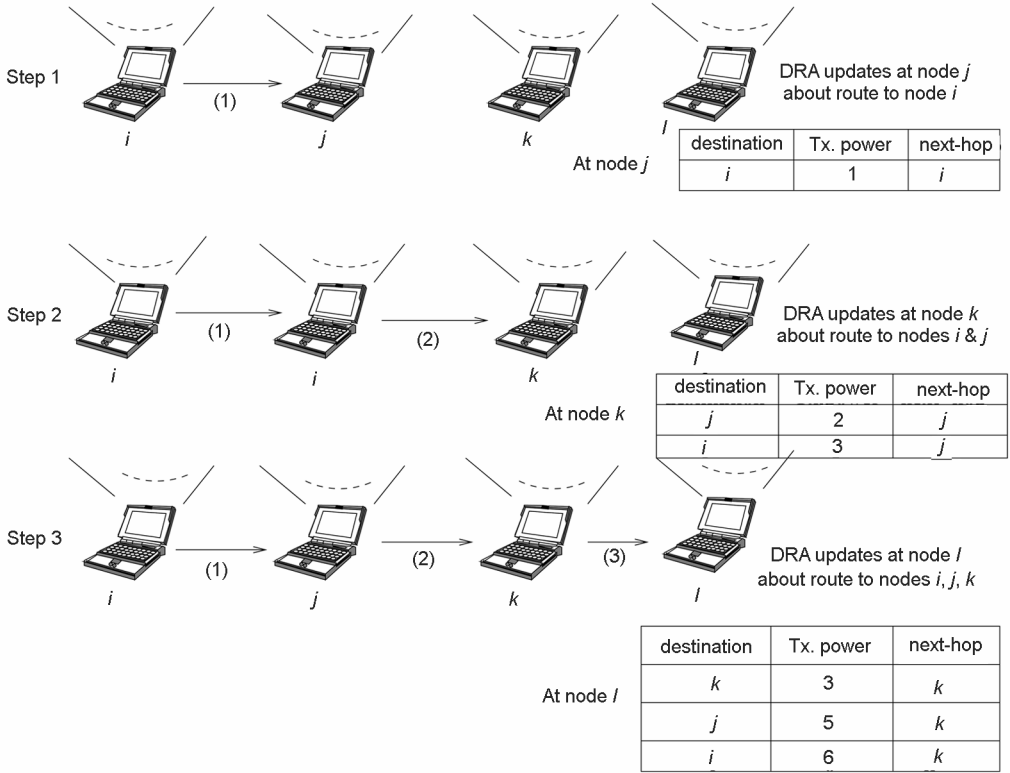 Step 1
(1)
i
j
k
l
DRA updates at node j
about route to node i
At node j
destination Tx. power next-hop
i 1 i
Step 2
(1)
(2)
i
i
k
l
DRA updates at node k
about route to nodes i & j
At node k
destination Tx. power next-hop
j 2 j
i 3 j
Step 3
(1)
(2)
(3)
i
j
k
l
DRA updates at node l
about route to nodes i, j, k
At node l
destination Tx. power next-hop
k 3 k
j 5 k
i 6 k